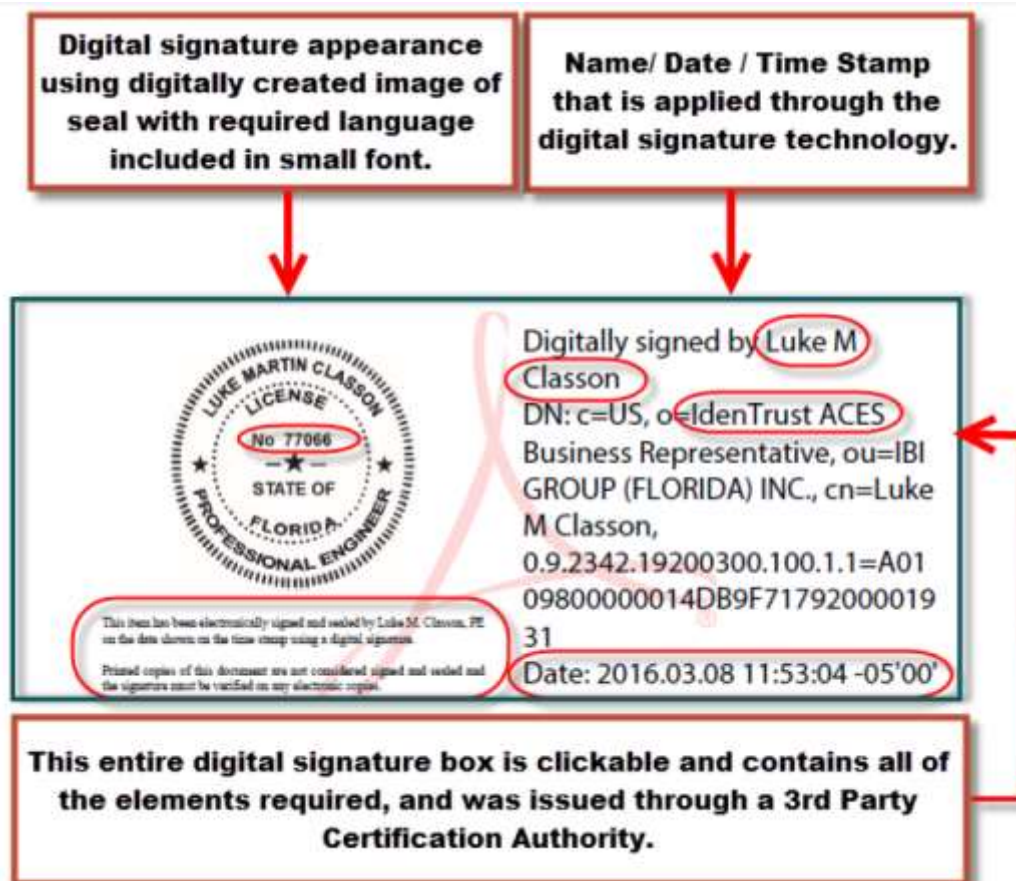 Digital signature appearance
using digitally created image of
seal with required language
included in small font.
Name/ Date / Time Stamp
that is applied through the
digital signature technology.
LUKE MARTIN CLASSON
LICENSE
No 77066
STATE OF
FLORIDA
PROFESSIONAL ENGINEER
This item has been electronically signed and sealed by Luke M. Classon, PE
on the date shown on the time stamp using a digital signature.
Printed copies of this document are not considered signed and sealed and
the signature must be verified on any electronic copies.
Digitally signed by Luke M
Classon
DN: c=US, o=IdenTrust ACES
Business Representative, ou=IBI
GROUP (FLORIDA) INC., cn=Luke
M Classon,
0.9.2342.19200300.100.1.1=A01
09800000014DB9F71792000019
31
Date: 2016.03.08 11:53:04 -05'00'
This entire digital signature box is clickable and contains all of
the elements required, and was issued through a 3rd Party
Certification Authority.